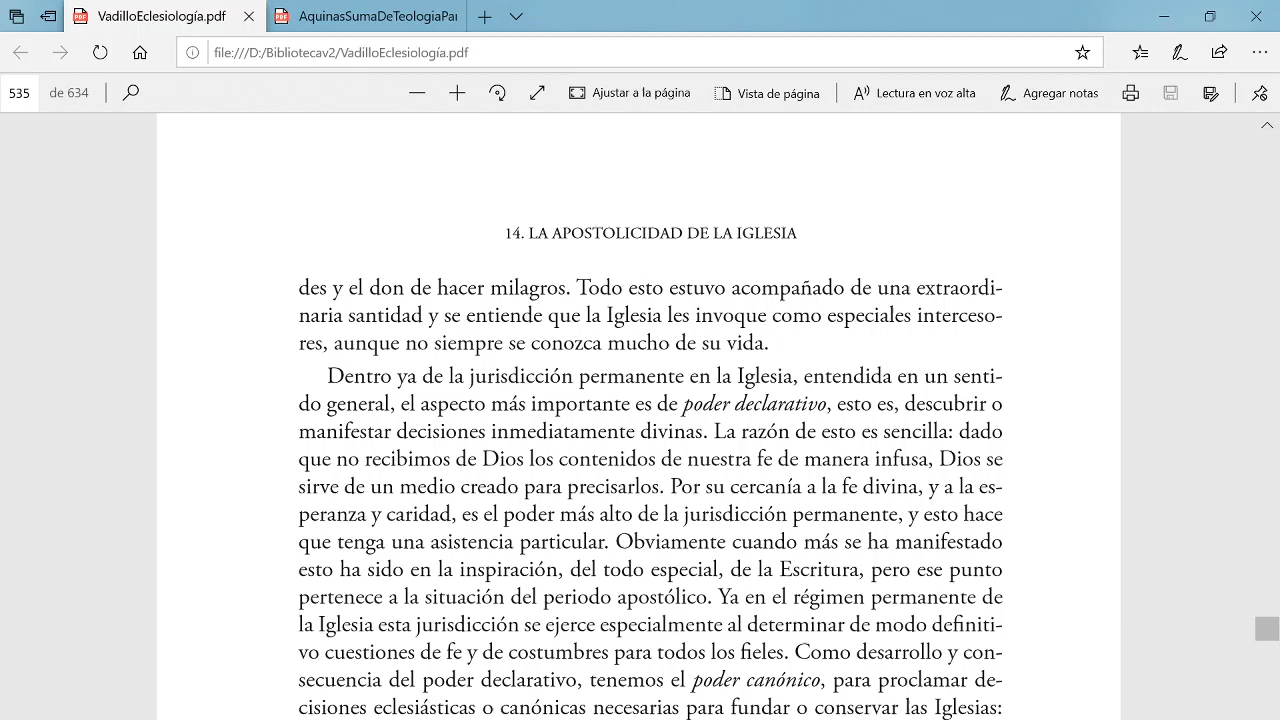 VadilloEclesiología.pdf
AquinasSumaDeTeologiaPa
file:///D:/Bibliotecav2/VadilloEclesiología.pdf
535 de 634
Ajustar a la página
Vista de página
Lectura en voz alta
Agregar notas
14. LA APOSTOLICIDAD DE LA IGLESIA
des y el don de hacer milagros. Todo esto estuvo acompañado de una extraordi-
naria santidad y se entiende que la Iglesia les invoque como especiales interceso-
res, aunque no siempre se conozca mucho de su vida.
Dentro ya de la jurisdicción permanente en la Iglesia, entendida en un senti-
do general, el aspecto más importante es de poder declarativo, esto es, descubrir o
manifestar decisiones inmediatamente divinas. La razón de esto es sencilla: dado
que no recibimos de Dios los contenidos de nuestra fe de manera infusa, Dios se
sirve de un medio creado para precisarlos. Por su cercanía a la fe divina, y a la es-
peranza y caridad, es el poder más alto de la jurisdicción permanente, y esto hace
que tenga una asistencia particular. Obviamente cuando más se ha manifestado
esto ha sido en la inspiración, del todo especial, de la Escritura, pero ese punto
pertenece a la situación del periodo apostólico. Ya en el régimen permanente de
la Iglesia esta jurisdicción se ejerce especialmente al determinar de modo definiti-
vo cuestiones de fe y de costumbres para todos los fieles. Como desarrollo y con-
secuencia del poder declarativo, tenemos el poder canónico, para proclamar de-
cisiones eclesiásticas o canónicas necesarias para fundar o conservar las Iglesias: